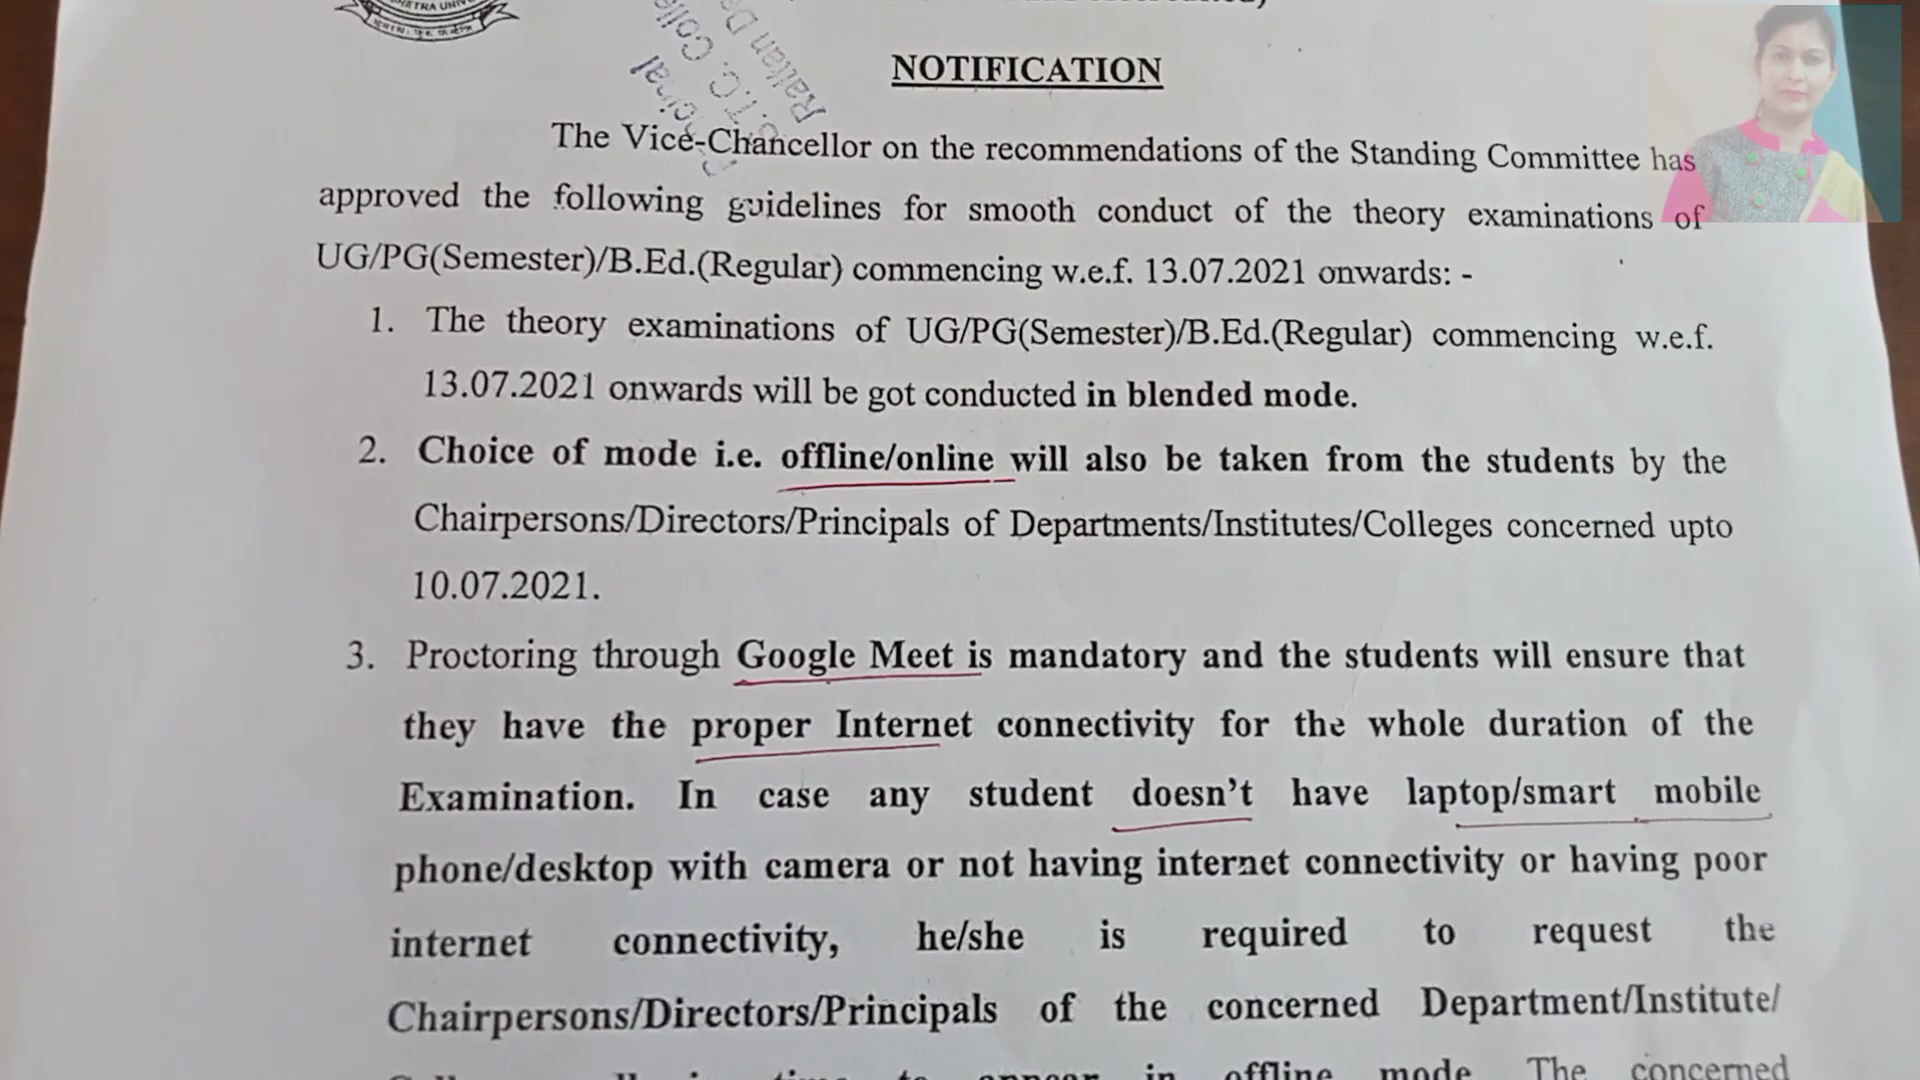 NOTIFICATION
The Vice-Chancellor on the recommendations of the Standing Committee has
approved the following guidelines for smooth conduct of the theory examinations of
UG/PG(Semester)/B.Ed.(Regular) commencing w.e.f. 13.07.2021 onwards: -
1. The theory examinations of UG/PG(Semester)/B.Ed.(Regular) commencing w.e.f.
13.07.2021 onwards will be got conducted in blended mode.
2. Choice of mode i.e. offline/online will also be taken from the students by the
Chairpersons/Directors/Principals of Departments/Institutes/Colleges concerned upto
10.07.2021.
3. Proctoring through Google Meet is mandatory and the students will ensure that
they have the proper Internet connectivity for the whole duration of the
Examination. In case any student doesn't have laptop/smart mobile
phone/desktop with camera or not having internet connectivity or having poor
internet connectivity, he/she is required to request the
Chairpersons/Directors/Principals of the concerned Department/Institute/
to appear in offline mode. The concerned